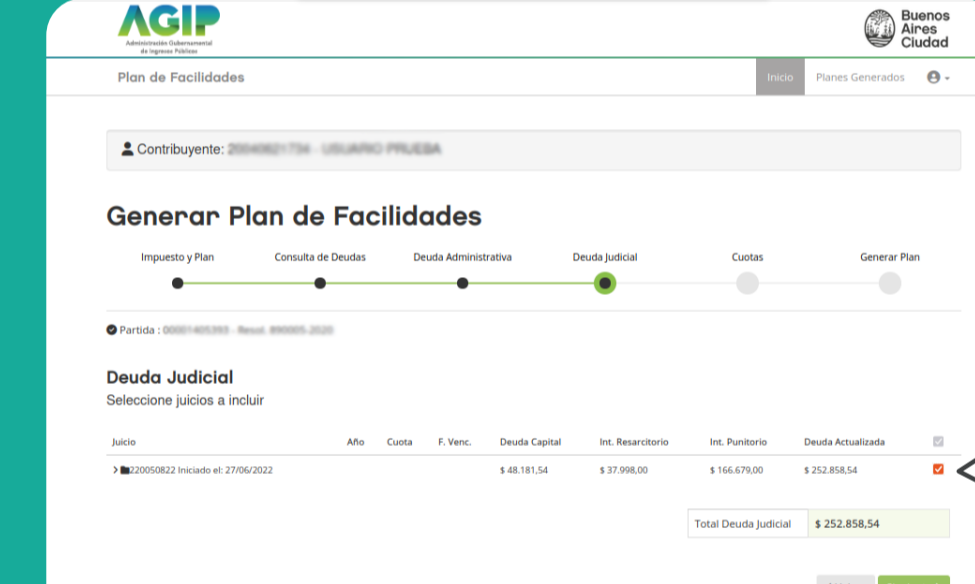 AGIP
Administración Gubernamental
de Ingresos Públicos
Buenos
Aires
Ciudad
Plan de Facilidades
Inicio
Planes Generados
Contribuyente:
Generar Plan de Facilidades
Impuesto y Plan
Consulta de Deudas
Deuda Administrativa
Deuda Judicial
Cuotas
Generar Plan
Partida :
Deuda Judicial
Seleccione juicios a incluir
Juicio Año Cuota F. Venc. Deuda Capital Int. Resarcitorio Int. Punitorio Deuda Actualizada
220050822 Iniciado el: 27/06/2022 $ 48.181,54 $ 37.998,00 $ 166.679,00 $ 252.858,54
Total Deuda Judicial $ 252.858,54